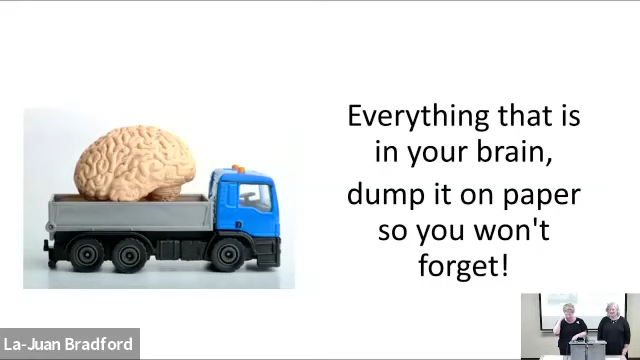 Everything that is
in your brain,
dump it on paper
so you won't
forget!
La-Juan Bradford